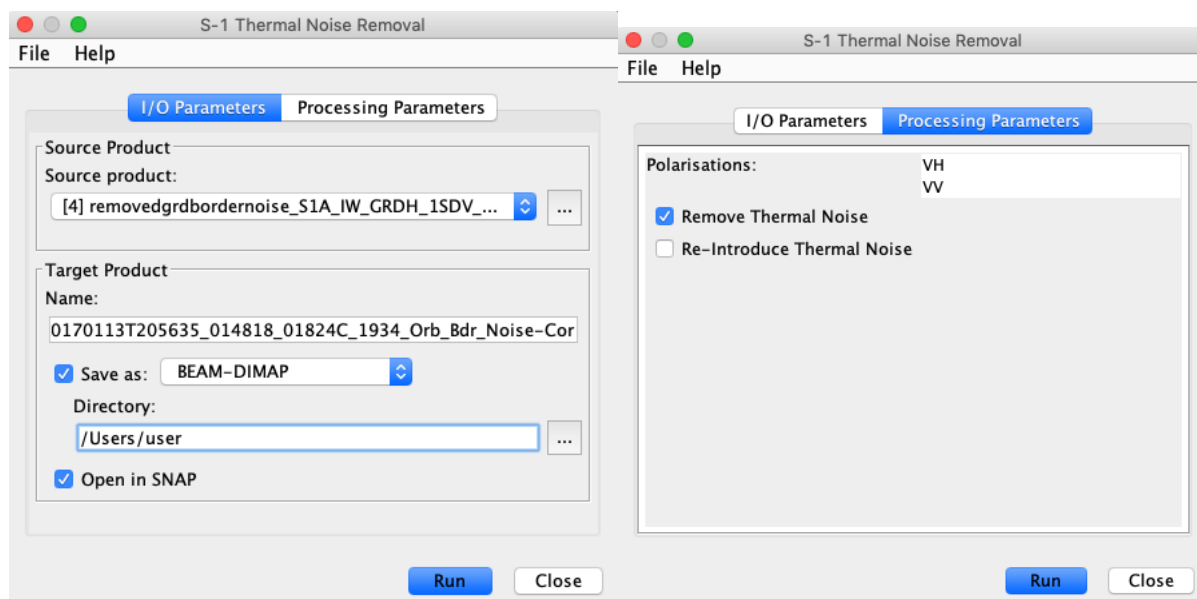 S-1 Thermal Noise Removal
File Help
I/O Parameters Processing Parameters
Source Product
Source product:
[4] removedgrdbordernoise_S1A_IW_GRDH_1SDV_... ...
Target Product
Name:
0170113T205635_014818_01824C_1934_Orb_Bdr_Noise-Cor
Save as: BEAM-DIMAP
Directory:
/Users/user ...
Open in SNAP
Run Close
S-1 Thermal Noise Removal
File Help
I/O Parameters Processing Parameters
Polarisations: VH
VV
Remove Thermal Noise
Re-Introduce Thermal Noise
Run Close